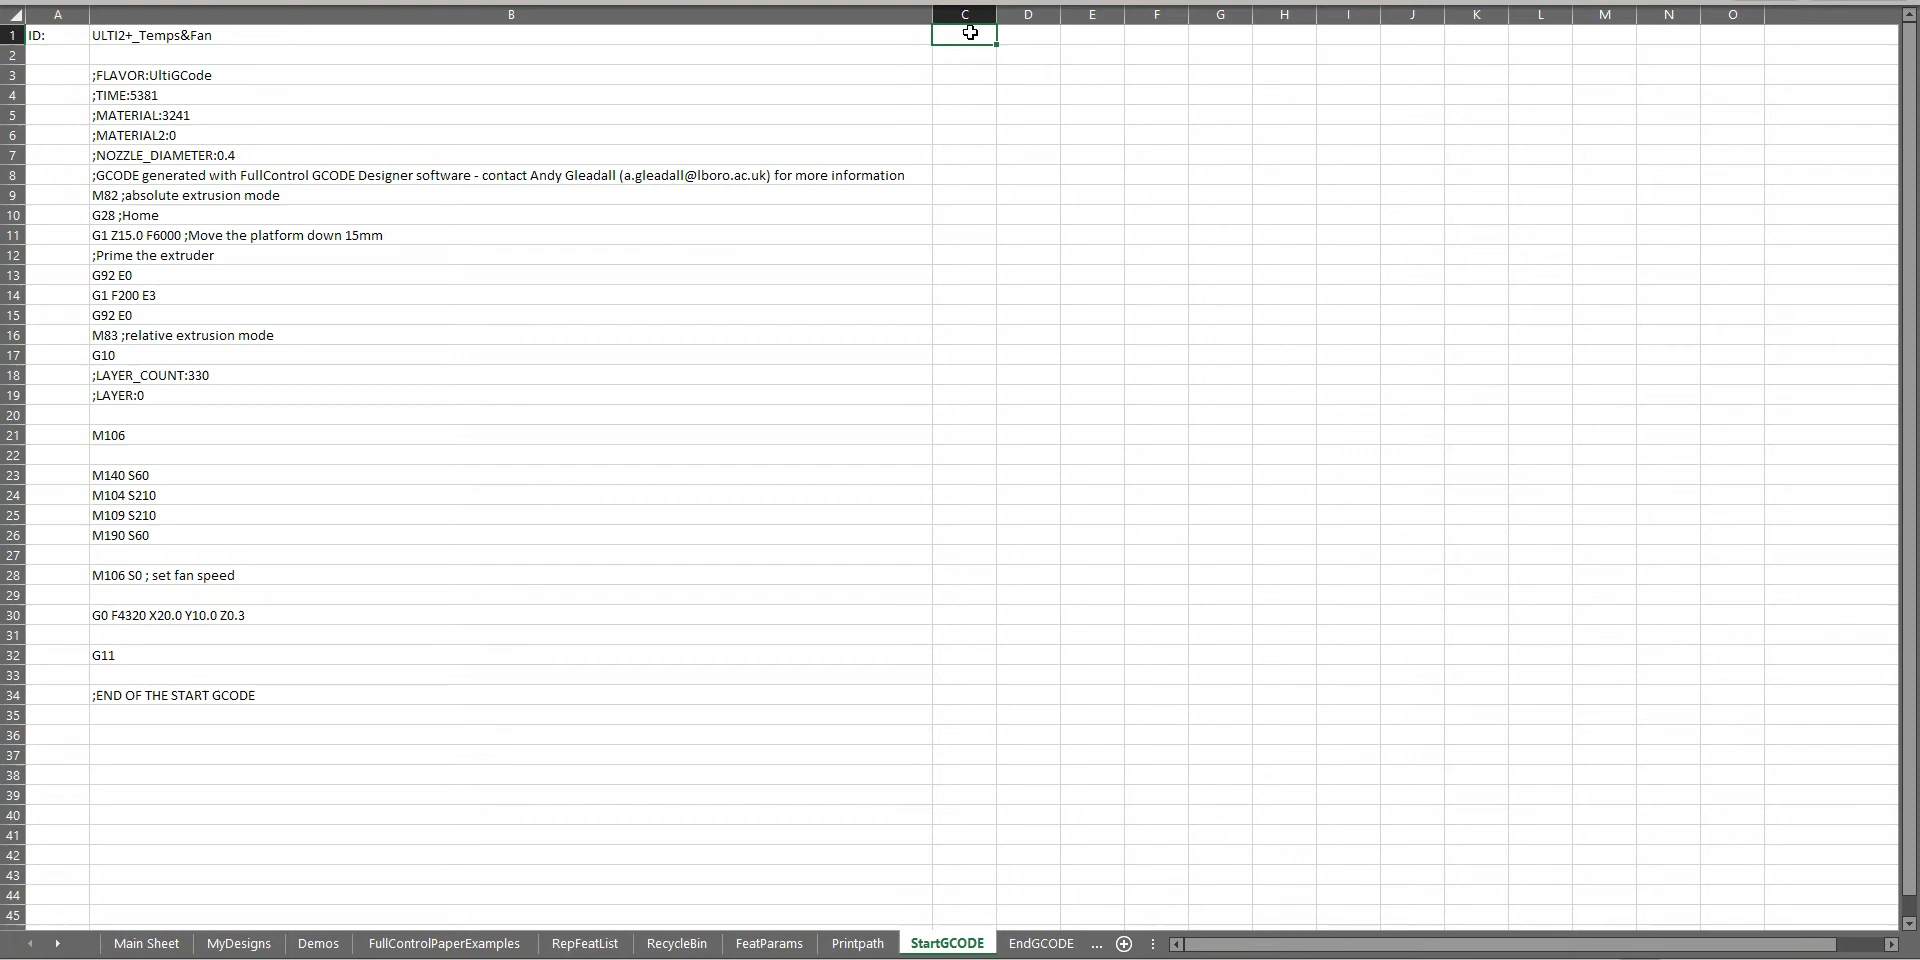 A B C D E F G H I J K L M N O
1 ID: ULTI2+_Temps&Fan
2
3 ;FLAVOR:UltiGCode
4 ;TIME:5381
5 ;MATERIAL:3241
6 ;MATERIAL2:0
7 ;NOZZLE_DIAMETER:0.4
8 ;GCODE generated with FullControl GCODE Designer software - contact Andy Gleadall (a.gleadall@lboro.ac.uk) for more information
9 M82 ;absolute extrusion mode
10 G28 ;Home
11 G1 Z15.0 F6000 ;Move the platform down 15mm
12 ;Prime the extruder
13 G92 E0
14 G1 F200 E3
15 G92 E0
16 M83 ;relative extrusion mode
17 G10
18 ;LAYER_COUNT:330
19 ;LAYER:0
20
21 M106
22
23 M140 S60
24 M104 S210
25 M109 S210
26 M190 S60
27
28 M106 S0 ; set fan speed
29
30 G0 F4320 X20.0 Y10.0 Z0.3
31
32 G11
33
34 ;END OF THE START GCODE
35
36
37
38
39
40
41
42
43
44
45
Main Sheet MyDesigns Demos FullControlPaperExamples RepFeatList RecycleBin FeatParams Printpath StartGCODE EndGCODE ...